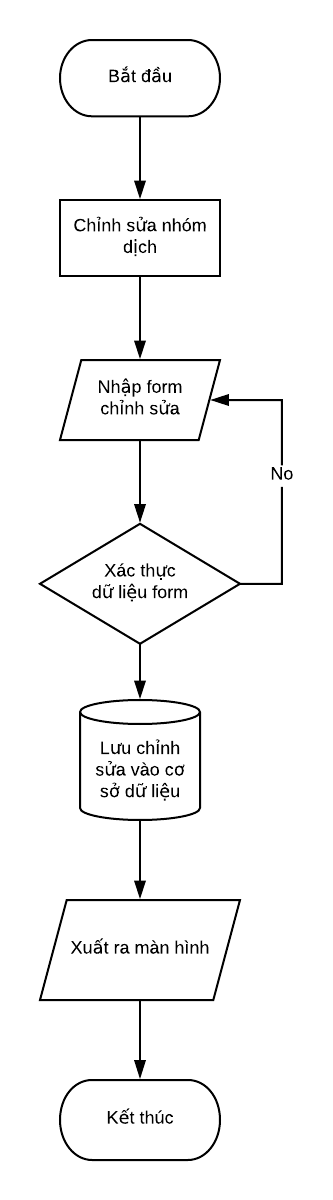 Bắt đầu
Chỉnh sửa nhóm
dịch
Nhập form
chỉnh sửa
No
Xác thực
dữ liệu form
Lưu chỉnh
sửa vào cơ
sở dữ liệu
Xuất ra màn hình
Kết thúc